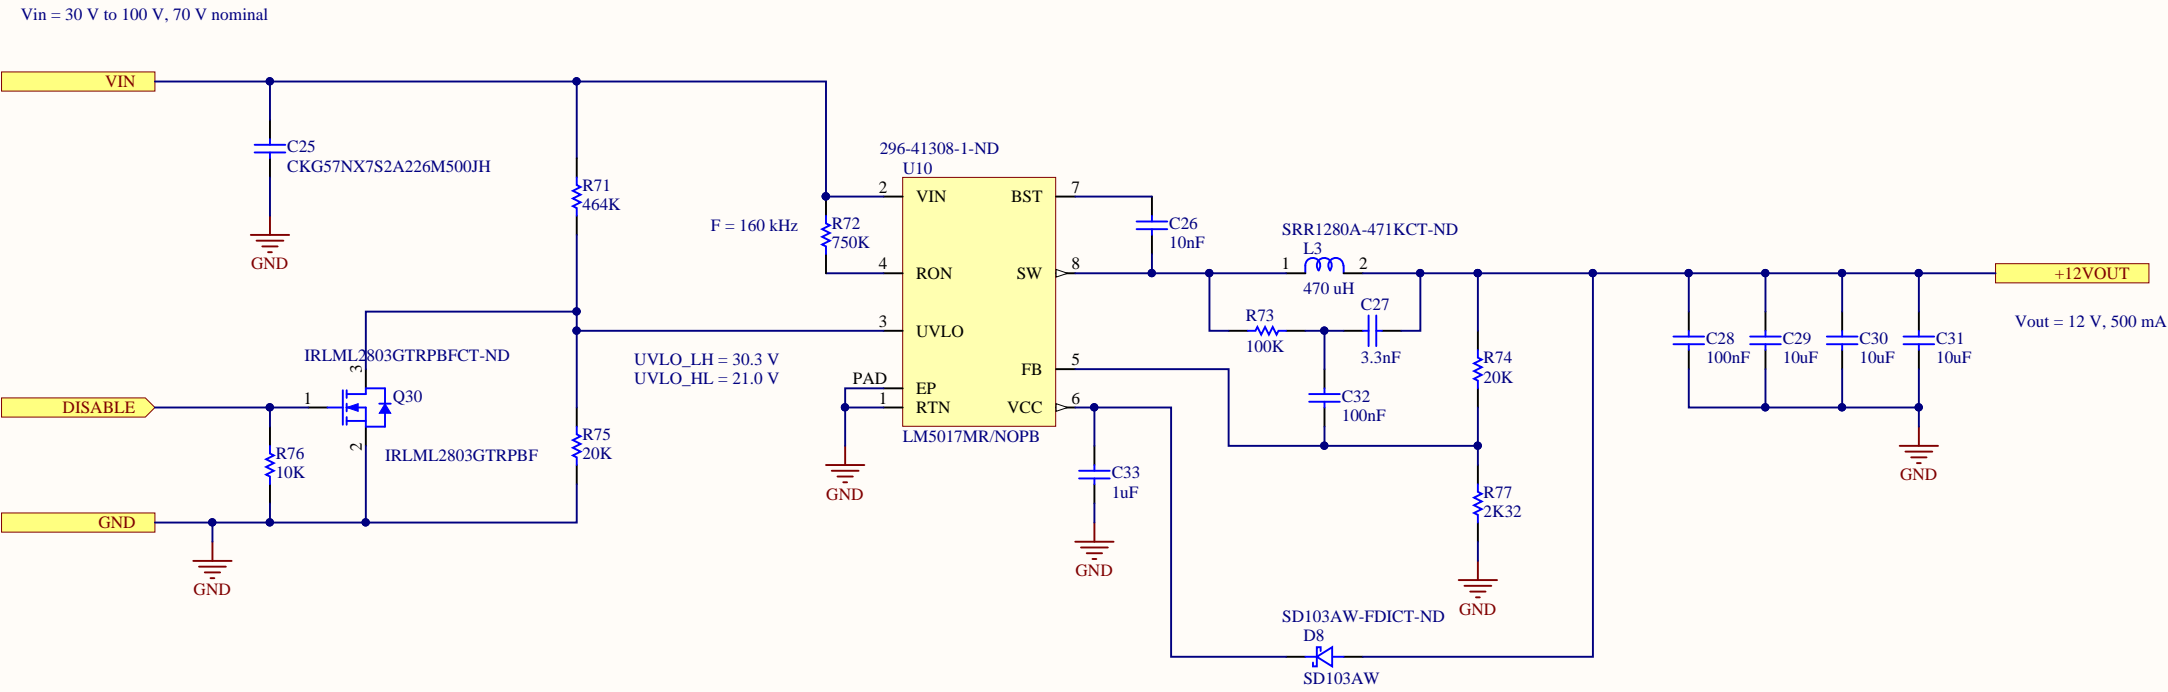 Vin = 30 V to 100 V, 70 V nominal
VIN
C25
CKG57NX7S2A226M500JH
GND
R71
464K
F = 160 kHz
R72
750K
296-41308-1-ND
U10
2
VIN
BST
7
4
RON
SW
8
3
UVLO
FB
5
PAD
EP
1
RTN
VCC
6
LM5017MR/NOPB
GND
C26
10nF
SRR1280A-471KCT-ND
L3
1
2
470 uH
R73
100K
C27
3.3nF
C32
100nF
R74
20K
C28
100nF
C29
10uF
C30
10uF
C31
10uF
GND
+12VOUT
Vout = 12 V, 500 mA
UVLO_LH = 30.3 V
UVLO_HL = 21.0 V
IRLML2803GTRPBFCT-ND
3
DISABLE
1
Q30
2
IRLML2803GTRPBF
R76
10K
R75
20K
GND
GND
C33
1uF
GND
R77
2K32
GND
SD103AW-FDICT-ND
D8
SD103AW